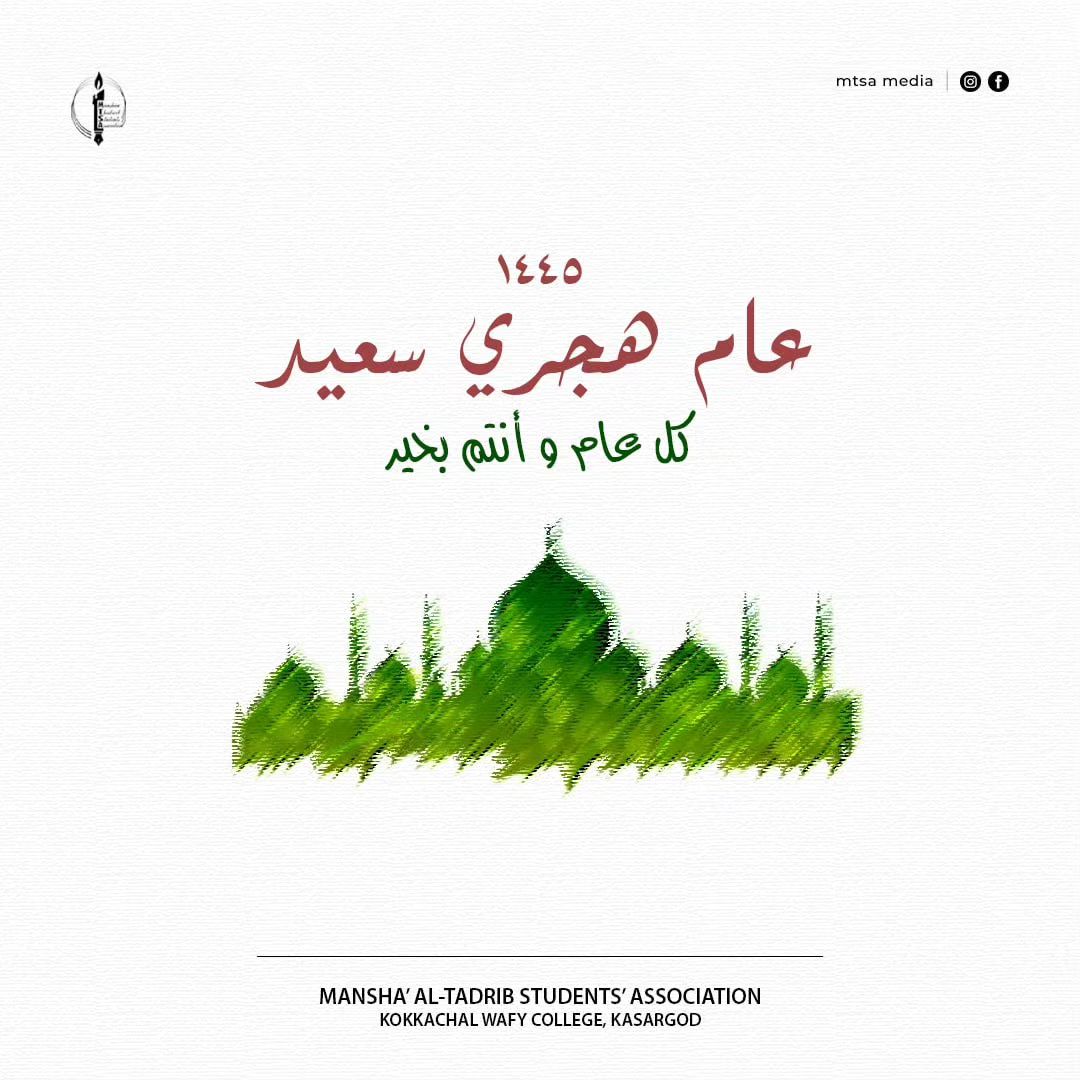 mtsa media
١٤٤٥
عام هجري سعيد
كل عام و أنتم بخير
MANSHA’ AL-TADRIB STUDENTS’ ASSOCIATION
KOKKACHAL WAFY COLLEGE, KASARGOD